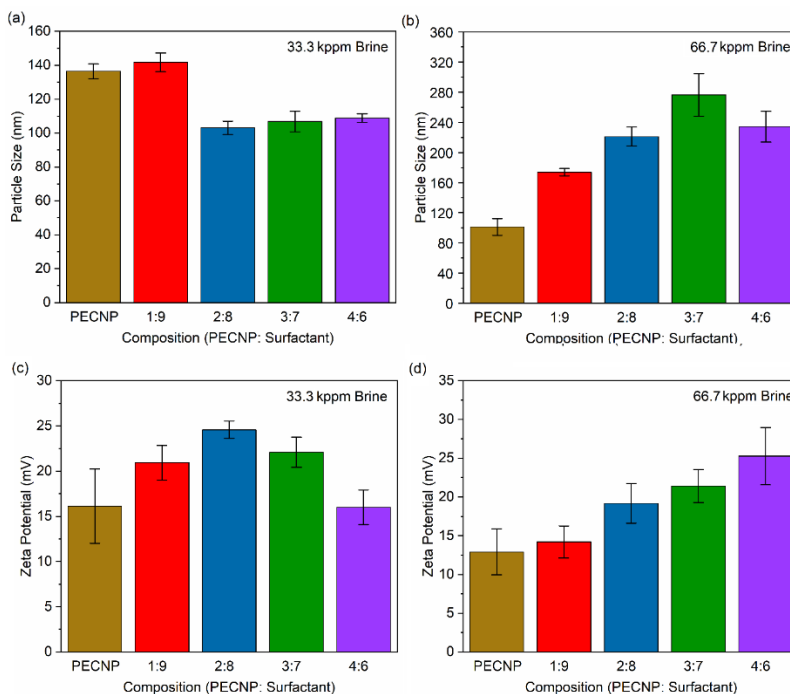 (a)
33.3 kppm Brine
Particle Size (nm)
160
140
120
100
80
60
40
20
0
PECNP 1:9 2:8 3:7 4:6
Composition (PECNP: Surfactant)
(b)
66.7 kppm Brine
Particle Size (nm)
360
320
280
240
200
160
120
80
40
0
PECNP 1:9 2:8 3:7 4:6
Composition (PECNP: Surfactant)
(c)
33.3 kppm Brine
Zeta Potential (mV)
30
25
20
15
10
5
0
PECNP 1:9 2:8 3:7 4:6
Composition (PECNP: Surfactant)
(d)
66.7 kppm Brine
Zeta Potential (mV)
35
30
25
20
15
10
5
0
PECNP 1:9 2:8 3:7 4:6
Composition (PECNP: Surfactant)